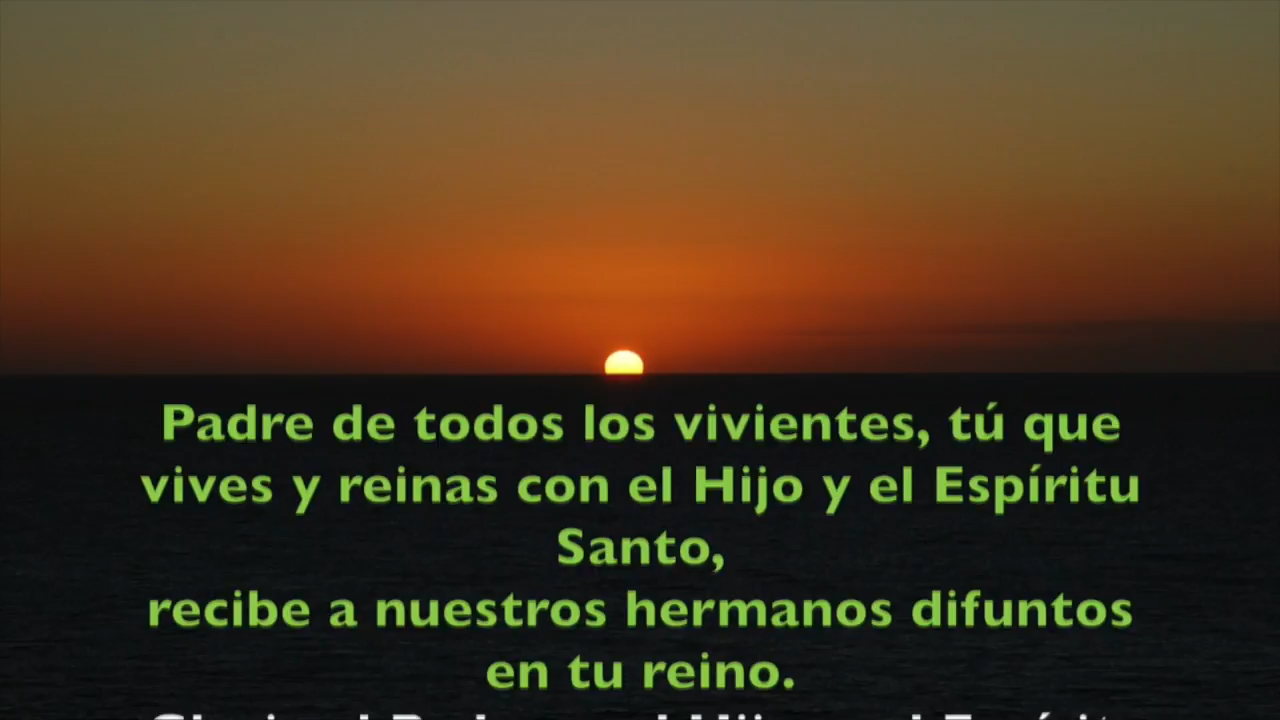 Padre de todos los vivientes, tú que
vives y reinas con el Hijo y el Espíritu
Santo,
recibe a nuestros hermanos difuntos
en tu reino.